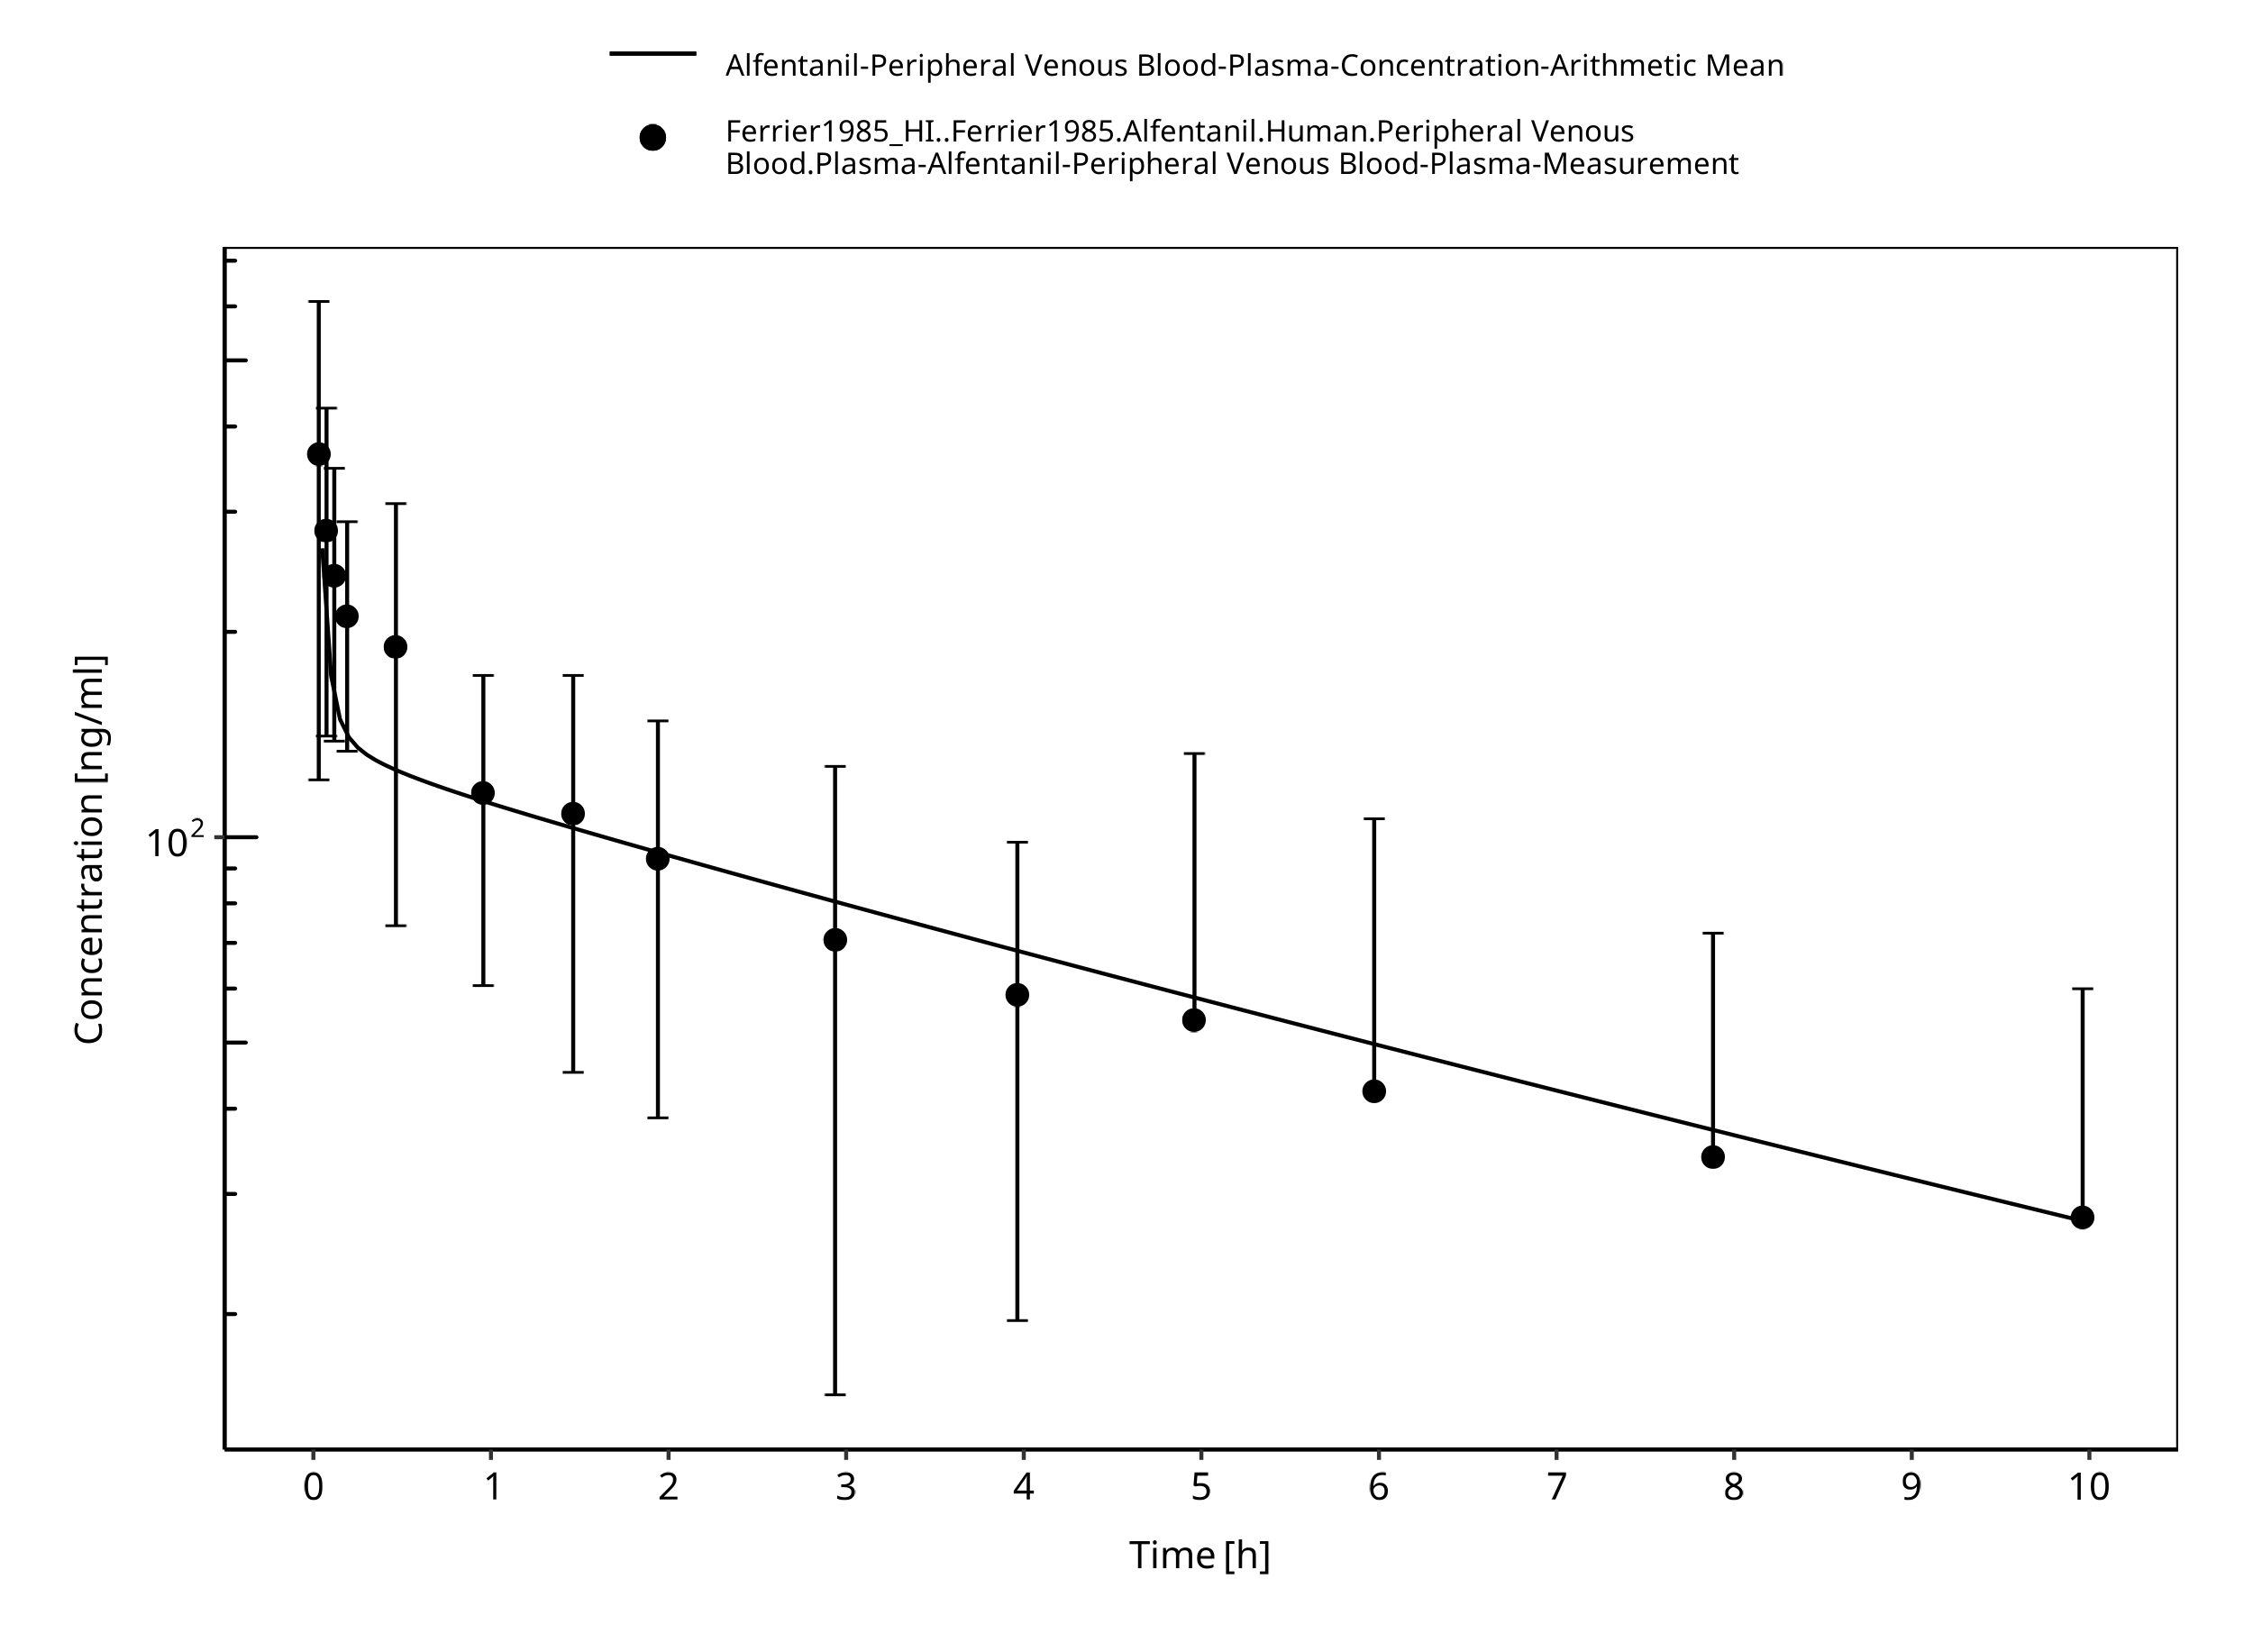 Alfentanil-Peripheral Venous Blood-Plasma-Concentration-Arithmetic Mean
Ferrier1985_HI..Ferrier1985.Alfentanil.Human.Peripheral Venous
Blood.Plasma-Alfentanil-Peripheral Venous Blood-Plasma-Measurement
Concentration [ng/ml]
10²
0 1 2 3 4 5 6 7 8 9 10
Time [h]